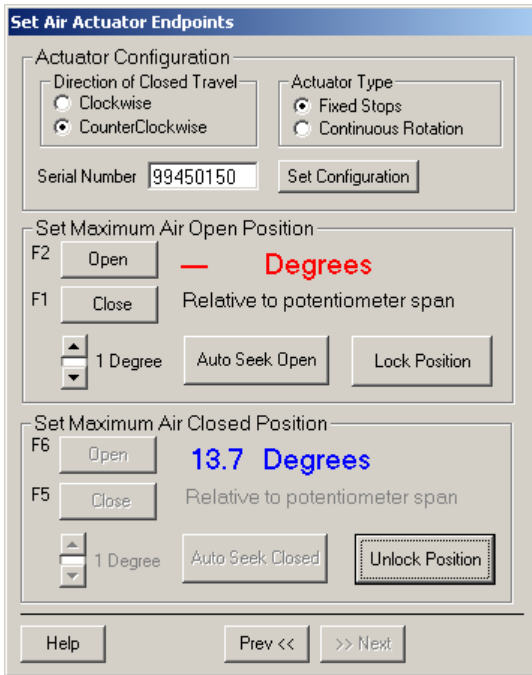 Set Air Actuator Endpoints
Actuator Configuration
Direction of Closed Travel
Clockwise
CounterClockwise
Actuator Type
Fixed Stops
Continuous Rotation
Serial Number 99450150 Set Configuration
Set Maximum Air Open Position
F2 Open — Degrees
F1 Close Relative to potentiometer span
1 Degree Auto Seek Open Lock Position
Set Maximum Air Closed Position
F6 Open 13.7 Degrees
F5 Close Relative to potentiometer span
1 Degree Auto Seek Closed Unlock Position
Help Prev << >> Next